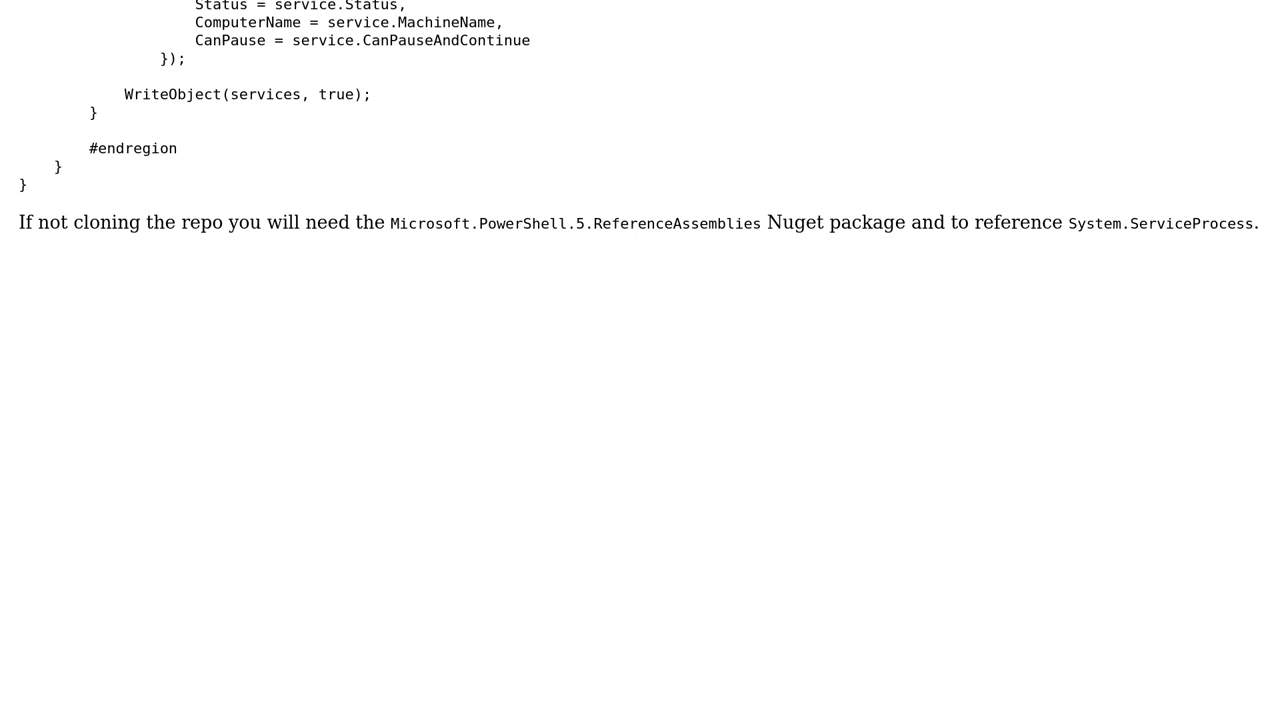 Status = service.Status,
                    ComputerName = service.MachineName,
                    CanPause = service.CanPauseAndContinue
                });

            WriteObject(services, true);
        }

        #endregion
    }
}
If not cloning the repo you will need the Microsoft.PowerShell.5.ReferenceAssemblies Nuget package and to reference System.ServiceProcess.